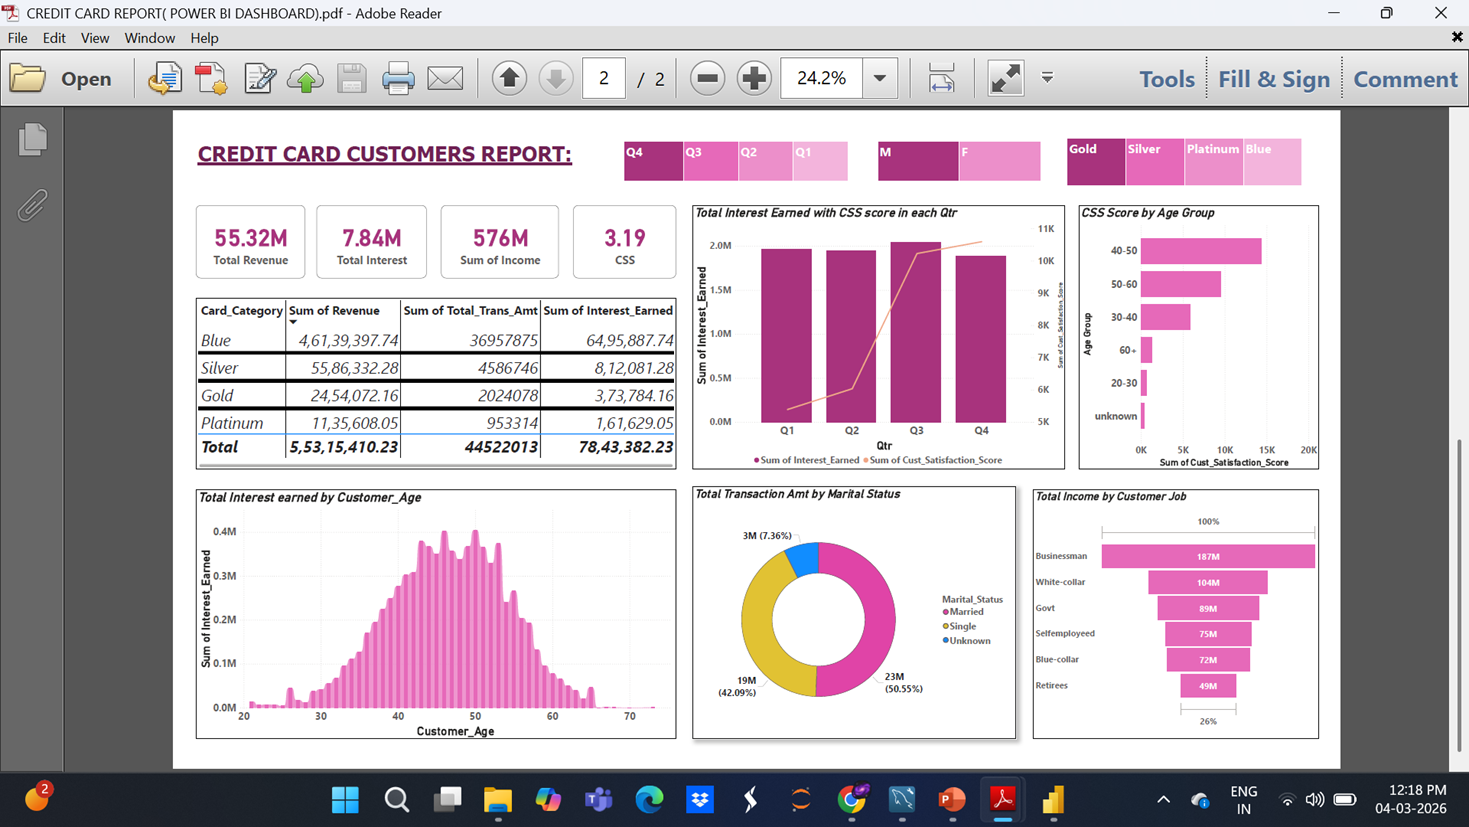 CREDIT CARD REPORT( POWER BI DASHBOARD).pdf - Adobe Reader
File Edit View Window Help
Open 2 / 2 24.2% Tools Fill & Sign Comment
CREDIT CARD CUSTOMERS REPORT:
Q4 Q3 Q2 Q1
M F
Gold Silver Platinum Blue
55.32M
Total Revenue
7.84M
Total Interest
576M
Sum of Income
3.19
CSS
Card_Category Sum of Revenue Sum of Total_Trans_Amt Sum of Interest_Earned
Blue 4,61,39,397.74 36957875 64,95,887.74
Silver 55,86,332.28 4586746 8,12,081.28
Gold 24,54,072.16 2024078 3,73,784.16
Platinum 11,35,608.05 953314 1,61,629.05
Total 5,53,15,410.23 44522013 78,43,382.23
Total Interest Earned with CSS score in each Qtr
Sum of Interest_Earned
2.0M
1.5M
1.0M
0.5M
0.0M
11K
10K
9K
8K
7K
6K
5K
Sum of Cust_Satisfaction_Score
Q1 Q2 Q3 Q4
Qtr
Sum of Interest_Earned Sum of Cust_Satisfaction_Score
CSS Score by Age Group
Age Group
40-50
50-60
30-40
60+
20-30
unknown
0K 5K 10K 15K 20K
Sum of Cust_Satisfaction_Score
Total Interest earned by Customer_Age
Sum of Interest_Earned
0.4M
0.3M
0.2M
0.1M
0.0M
20 30 40 50 60 70
Customer_Age
Total Transaction Amt by Marital Status
3M (7.36%)
19M
(42.09%)
23M
(50.55%)
Marital_Status
Married
Single
Unknown
Total Income by Customer Job
100%
Businessman 187M
White-collar 104M
Govt 89M
Selfemployeed 75M
Blue-collar 72M
Retirees 49M
26%
2
ENG
IN
12:18 PM
04-03-2026